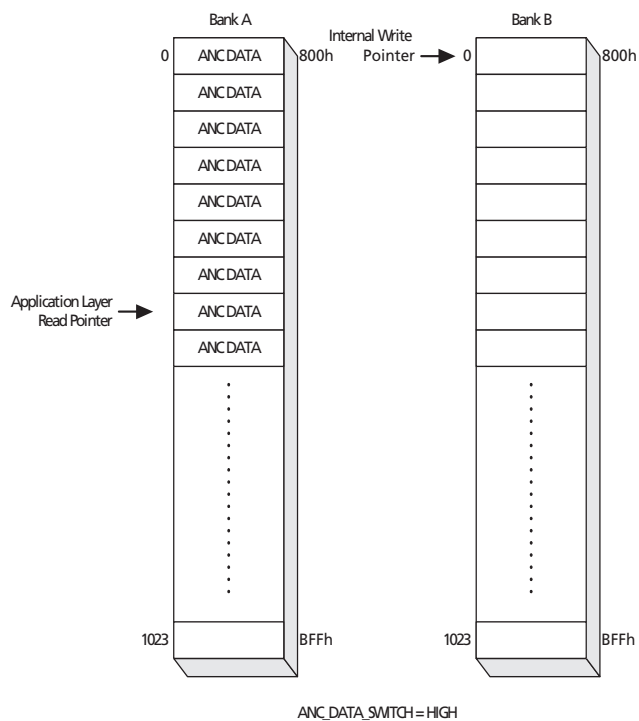 Bank A
Bank B
Internal Write
Pointer
0
ANC DATA
800h
0
800h
ANC DATA
ANC DATA
ANC DATA
ANC DATA
ANC DATA
ANC DATA
Application Layer
Read Pointer
ANC DATA
ANC DATA
1023
BFFh
1023
BFFh
ANC_DATA_SWITCH = HIGH